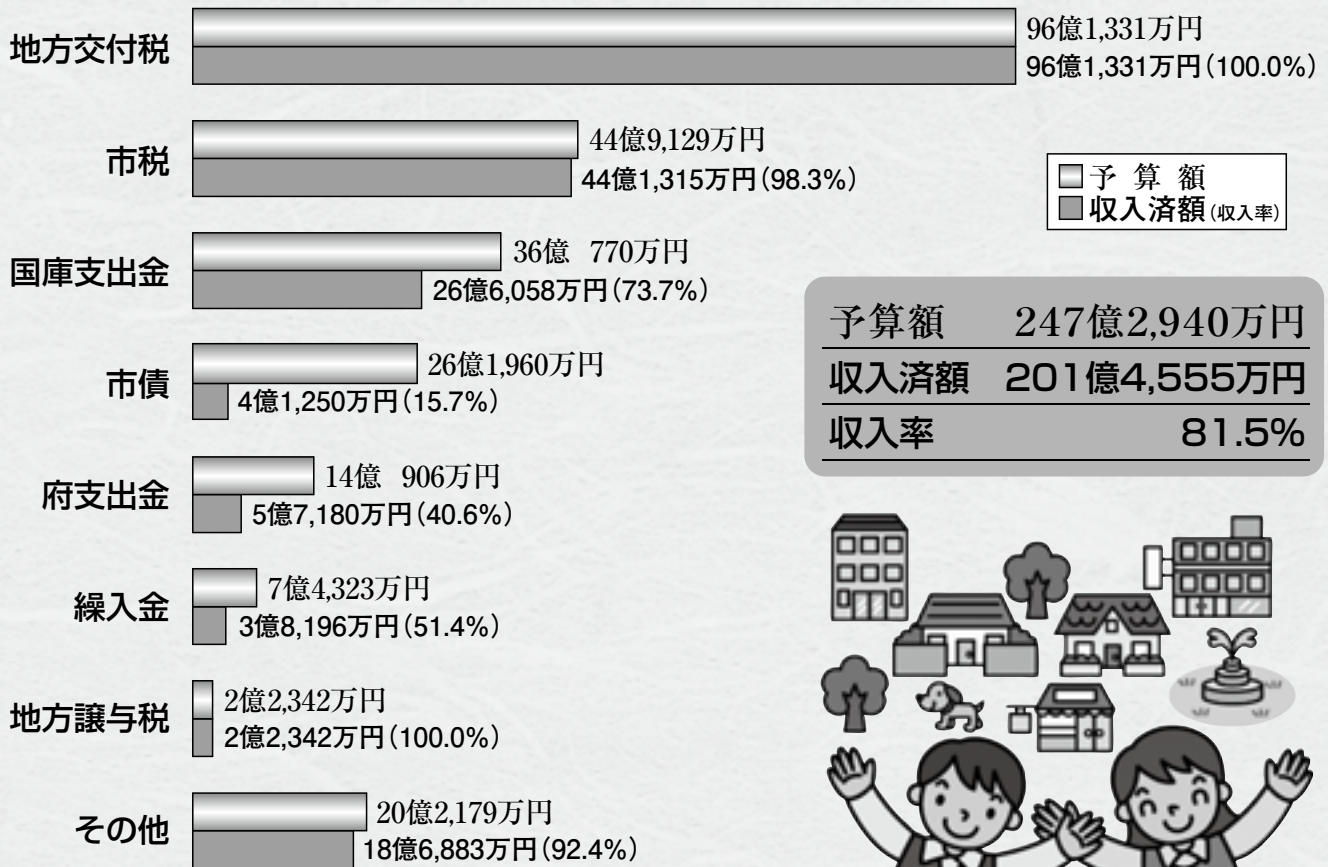 地方交付税
96億1,331万円
96億1,331万円(100.0%)
市税
44億9,129万円
44億1,315万円(98.3%)
予算額
収入済額(収入率)
国庫支出金
36億 770万円
26億6,058万円(73.7%)
予算額 247億2,940万円
収入済額 201億4,555万円
収入率 81.5%
市債
26億1,960万円
4億1,250万円(15.7%)
府支出金
14億 906万円
5億7,180万円(40.6%)
繰入金
7億4,323万円
3億8,196万円(51.4%)
地方譲与税
2億2,342万円
2億2,342万円(100.0%)
その他
20億2,179万円
18億6,883万円(92.4%)